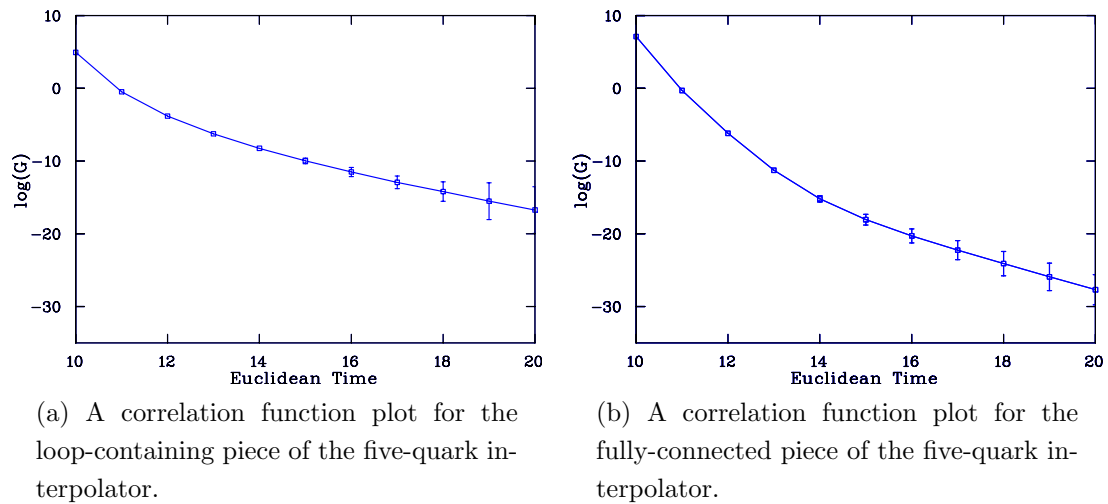 10
0
−10
−20
−30
log(G)
10 12 14 16 18 20
Euclidean Time
(a) A correlation function plot for the
loop-containing piece of the five-quark in-
terpolator.
10
0
−10
−20
−30
log(G)
10 12 14 16 18 20
Euclidean Time
(b) A correlation function plot for the
fully-connected piece of the five-quark in-
terpolator.